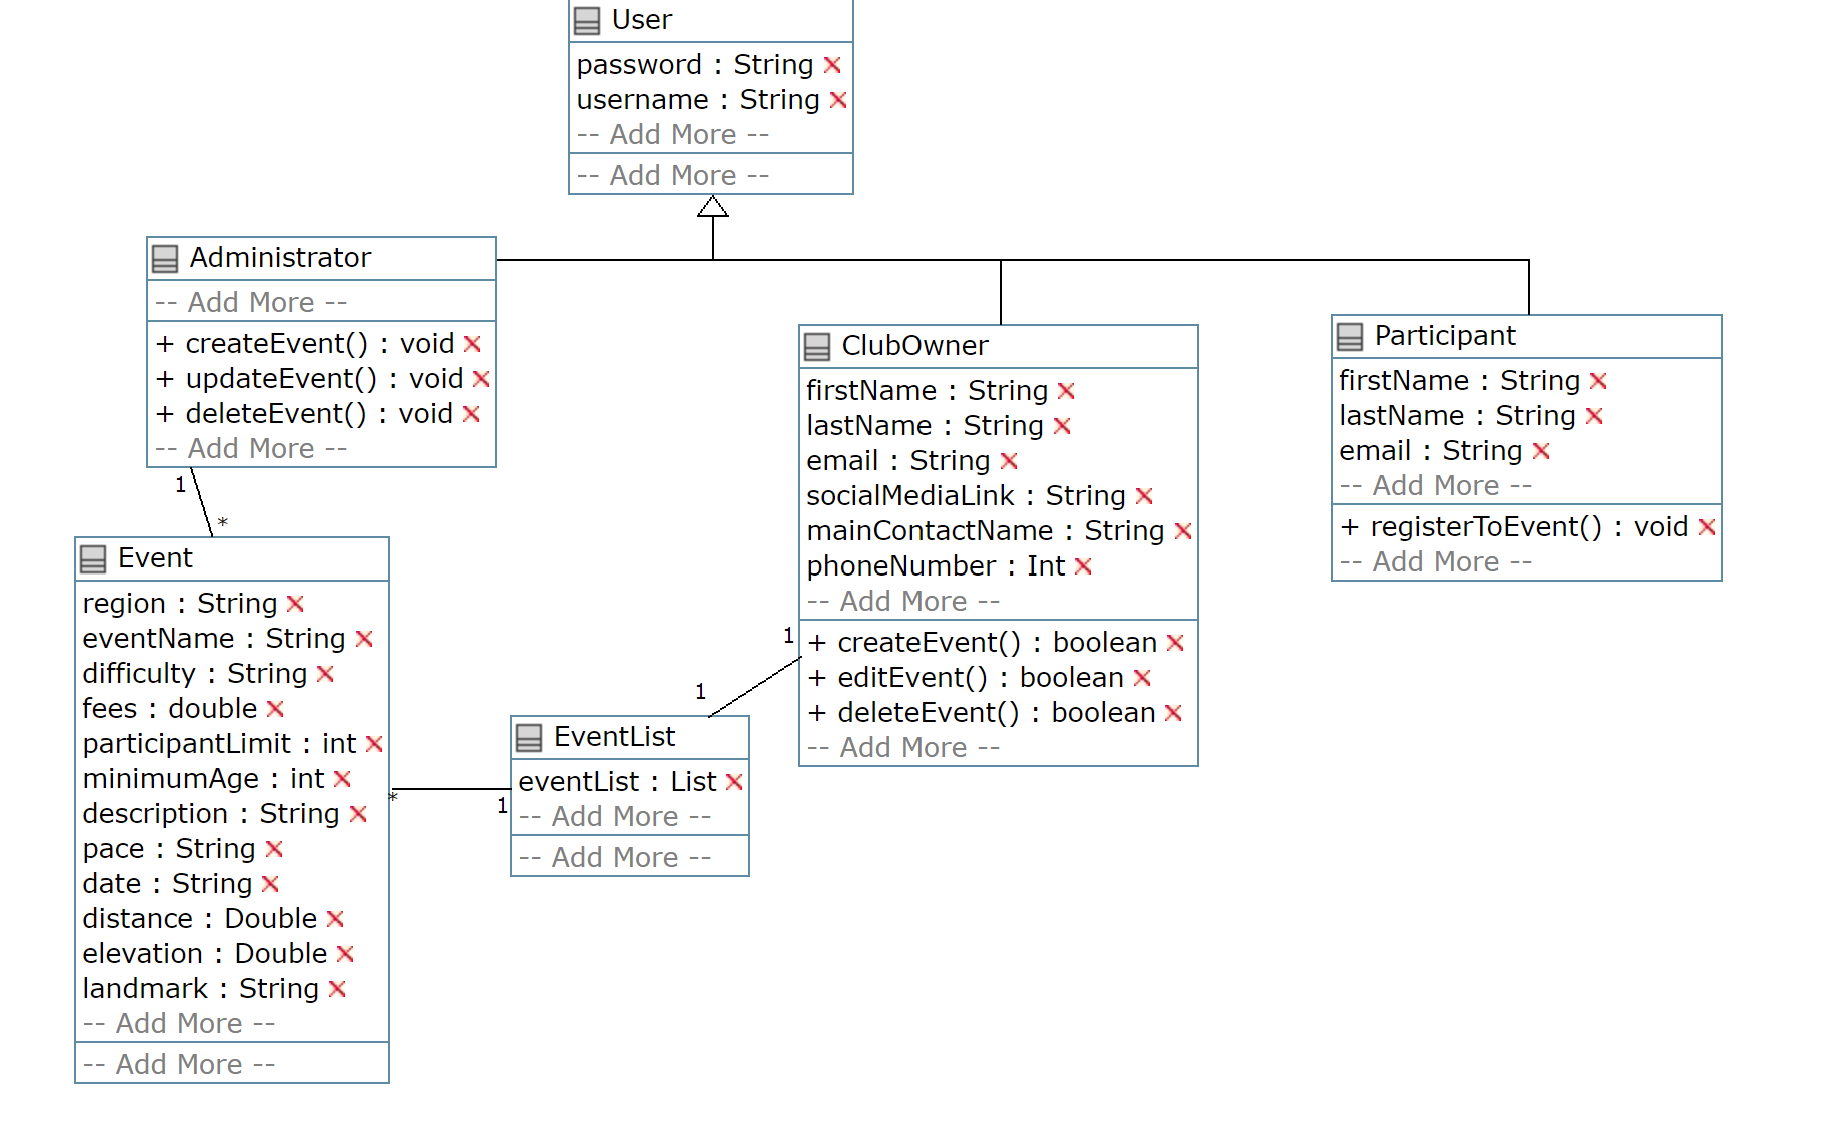 User
password : String
username : String
-- Add More --
-- Add More --
Administrator
-- Add More --
+ createEvent() : void
+ updateEvent() : void
+ deleteEvent() : void
-- Add More --
1
*
ClubOwner
firstName : String
lastName : String
email : String
socialMediaLink : String
mainContactName : String
phoneNumber : Int
-- Add More --
+ createEvent() : boolean
+ editEvent() : boolean
+ deleteEvent() : boolean
-- Add More --
1
1
Participant
firstName : String
lastName : String
email : String
-- Add More --
+ registerToEvent() : void
-- Add More --
Event
region : String
eventName : String
difficulty : String
fees : double
participantLimit : int
minimumAge : int
description : String
pace : String
date : String
distance : Double
elevation : Double
landmark : String
-- Add More --
-- Add More --
*
1
EventList
eventList : List
-- Add More --
-- Add More --